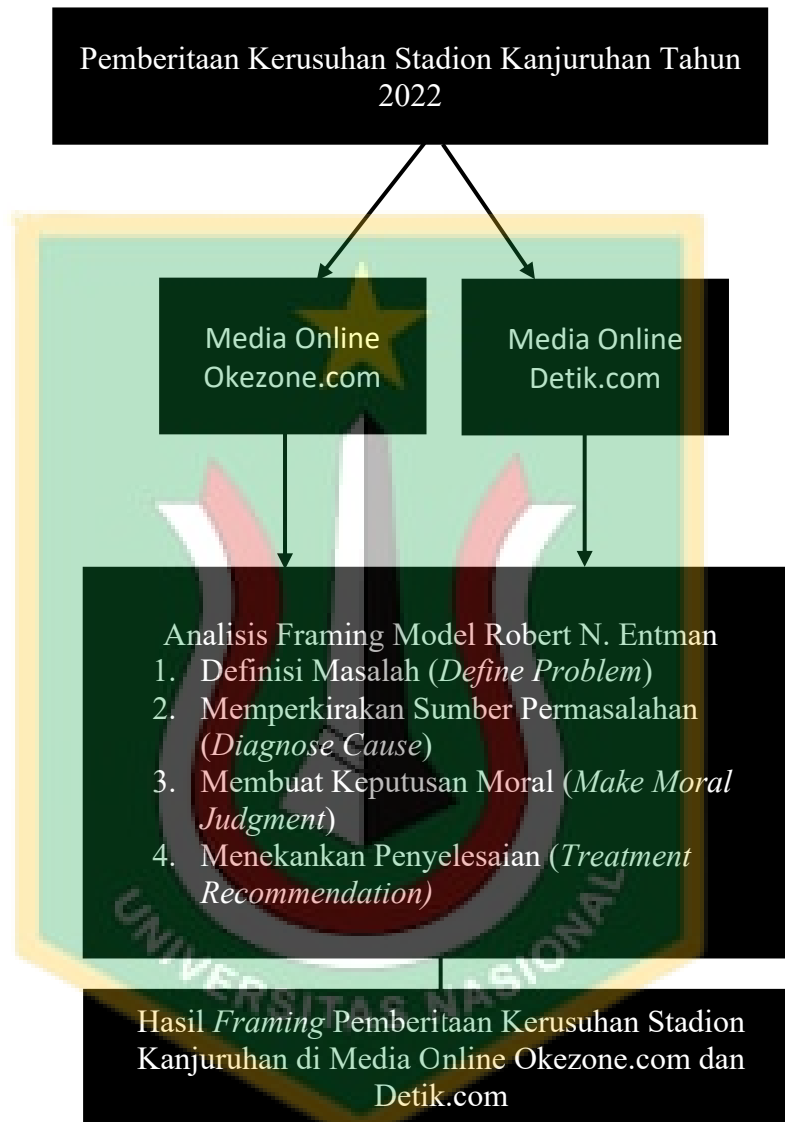 Pemberitaan Kerusuhan Stadion Kanjuruhan Tahun
2022
Media Online
Okezone.com
Media Online
Detik.com
Analisis Framing Model Robert N. Entman
1. Definisi Masalah (Define Problem)
2. Memperkirakan Sumber Permasalahan
(Diagnose Cause)
3. Membuat Keputusan Moral (Make Moral
Judgment)
4. Menekankan Penyelesaian (Treatment
Recommendation)
UNIVERSITAS NASIONAL
Hasil Framing Pemberitaan Kerusuhan Stadion
Kanjuruhan di Media Online Okezone.com dan
Detik.com